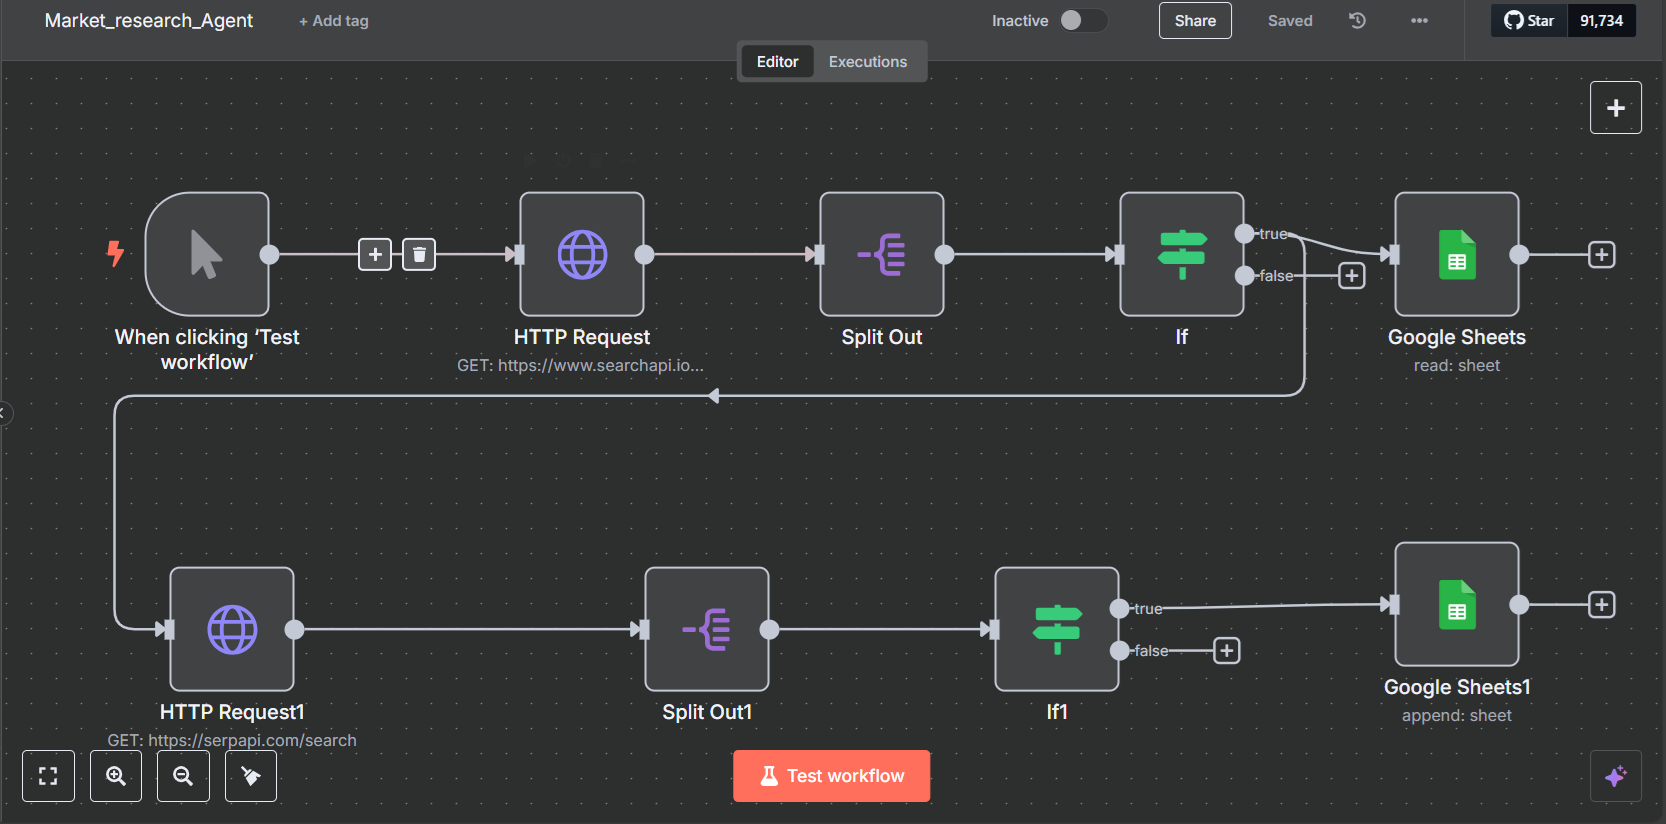 Market_research_Agent
+ Add tag
Inactive
Share
Saved
Star
91,734
Editor
Executions
true
false
When clicking ‘Test
workflow’
HTTP Request
GET: https://www.searchapi.io...
Split Out
If
Google Sheets
read: sheet
true
false
HTTP Request1
GET: https://serpapi.com/search
Split Out1
If1
Google Sheets1
append: sheet
Test workflow